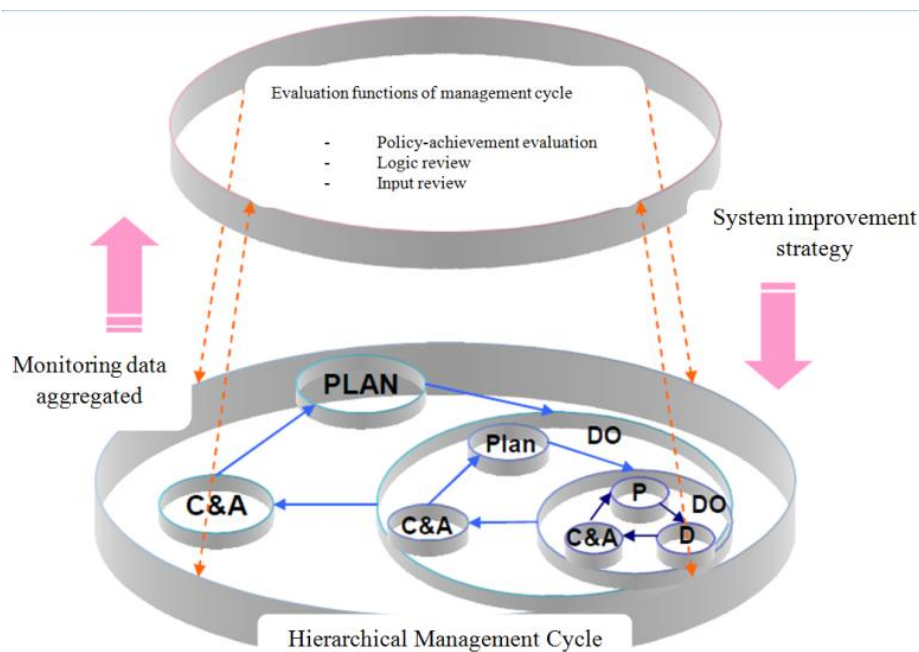 Evaluation functions of management cycle
- Policy-achievement evaluation
- Logic review
- Input review
System improvement
strategy
Monitoring data
aggregated
PLAN
DO
Plan
C&A
C&A
P
DO
C&A
D
Hierarchical Management Cycle